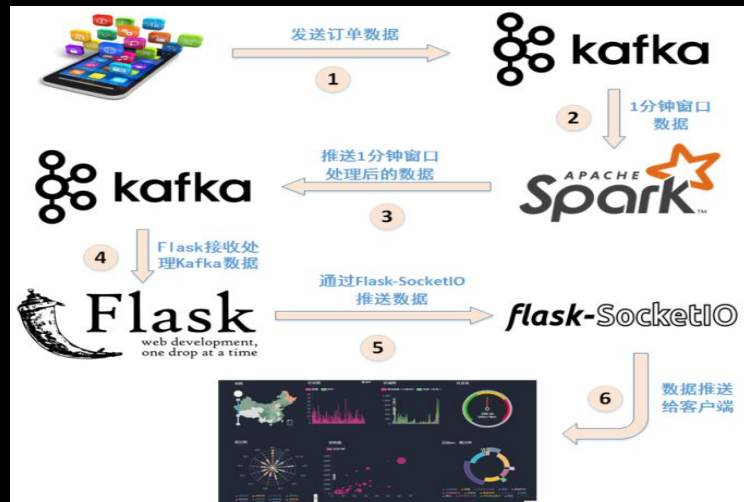 发送订单数据
1
kafka
2
1分钟窗口
数据
推送1分钟窗口
处理后的数据
kafka
3
APACHE
Spark
TM
4
Flask接收处
理Kafka数据
通过Flask-SocketIO
推送数据
Flask
web development,
one drop at a time
5
flask-SocketIO
6
数据推送
给客户端